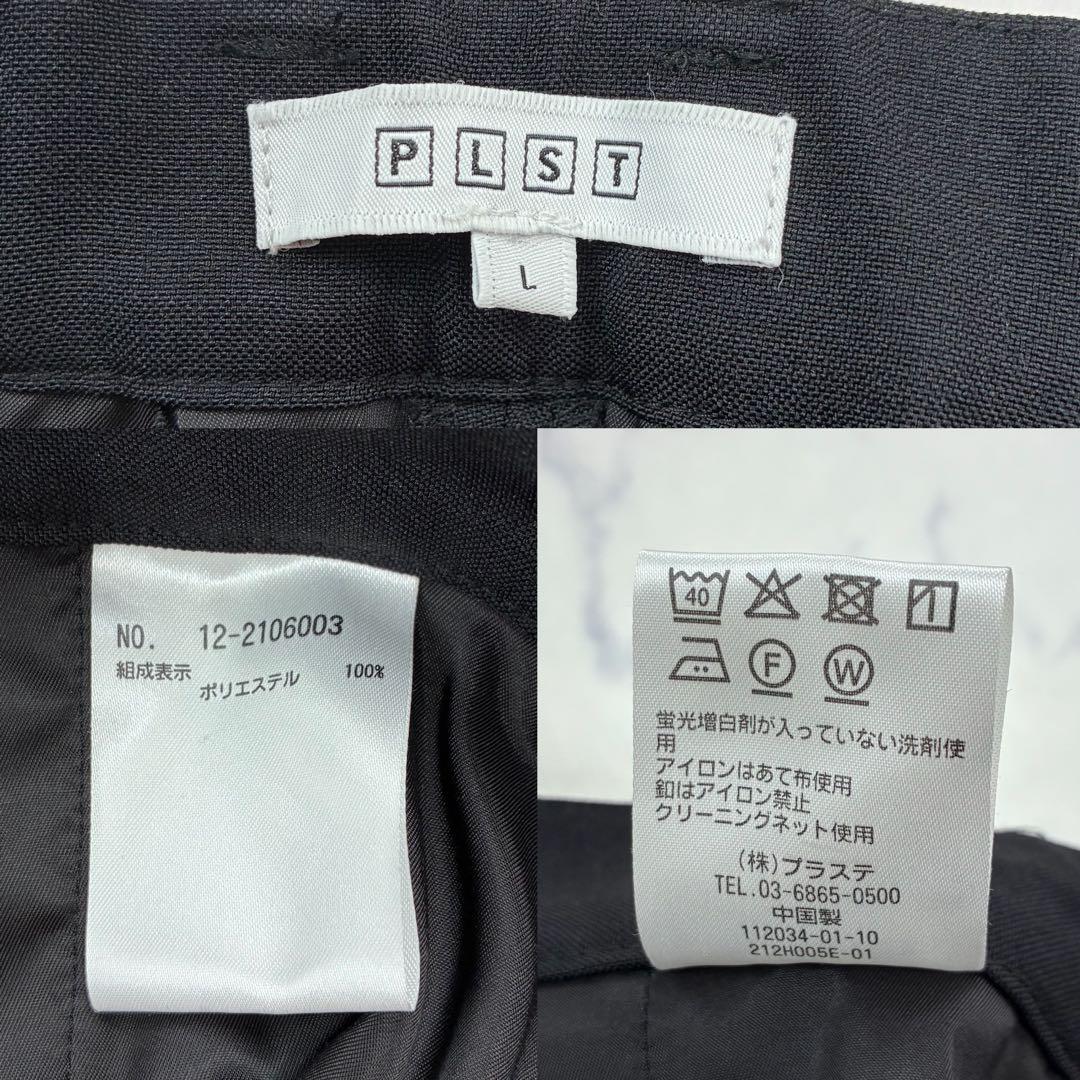 PLST
L
NO. 12-2106003
組成表示 ポリエステル 100%
40
F W
蛍光増白剤が入っていない洗剤使
用
アイロンはあて布使用
釦はアイロン禁止
クリーニングネット使用
(株)プラステ
TEL.03-6865-0500
中国製
112034-01-10
212H005E-01